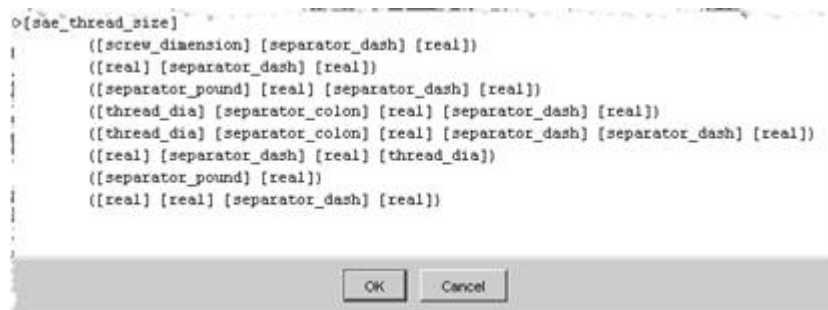 [sae_thread_size]
([screw_dimension] [separator_dash] [real])
([real] [separator_dash] [real])
([separator_pound] [real] [separator_dash] [real])
([thread_dia] [separator_colon] [real] [separator_dash] [real])
([thread_dia] [separator_colon] [real] [separator_dash] [separator_dash] [real])
([real] [separator_dash] [real] [thread_dia])
([separator_pound] [real])
([real] [real] [separator_dash] [real])
OK Cancel